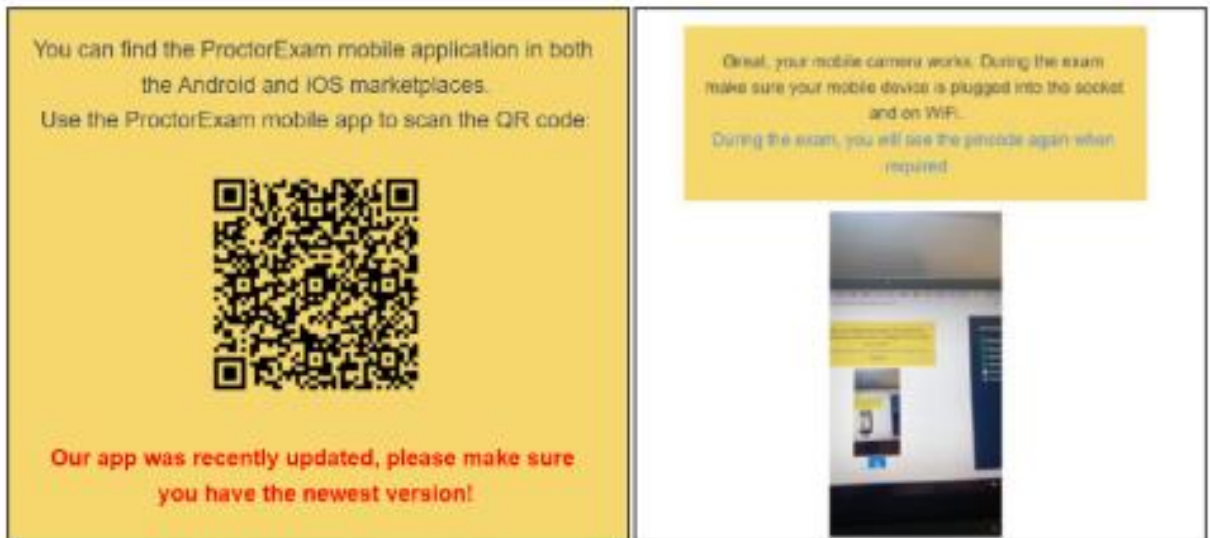 You can find the ProctorExam mobile application in both
the Android and iOS marketplaces.
Use the ProctorExam mobile app to scan the QR code:
Our app was recently updated, please make sure
you have the newest version!
Great, your mobile camera works. During the exam
make sure your mobile device is plugged into the socket
and on WiFi.
During the exam, you will see the pincode again when
required